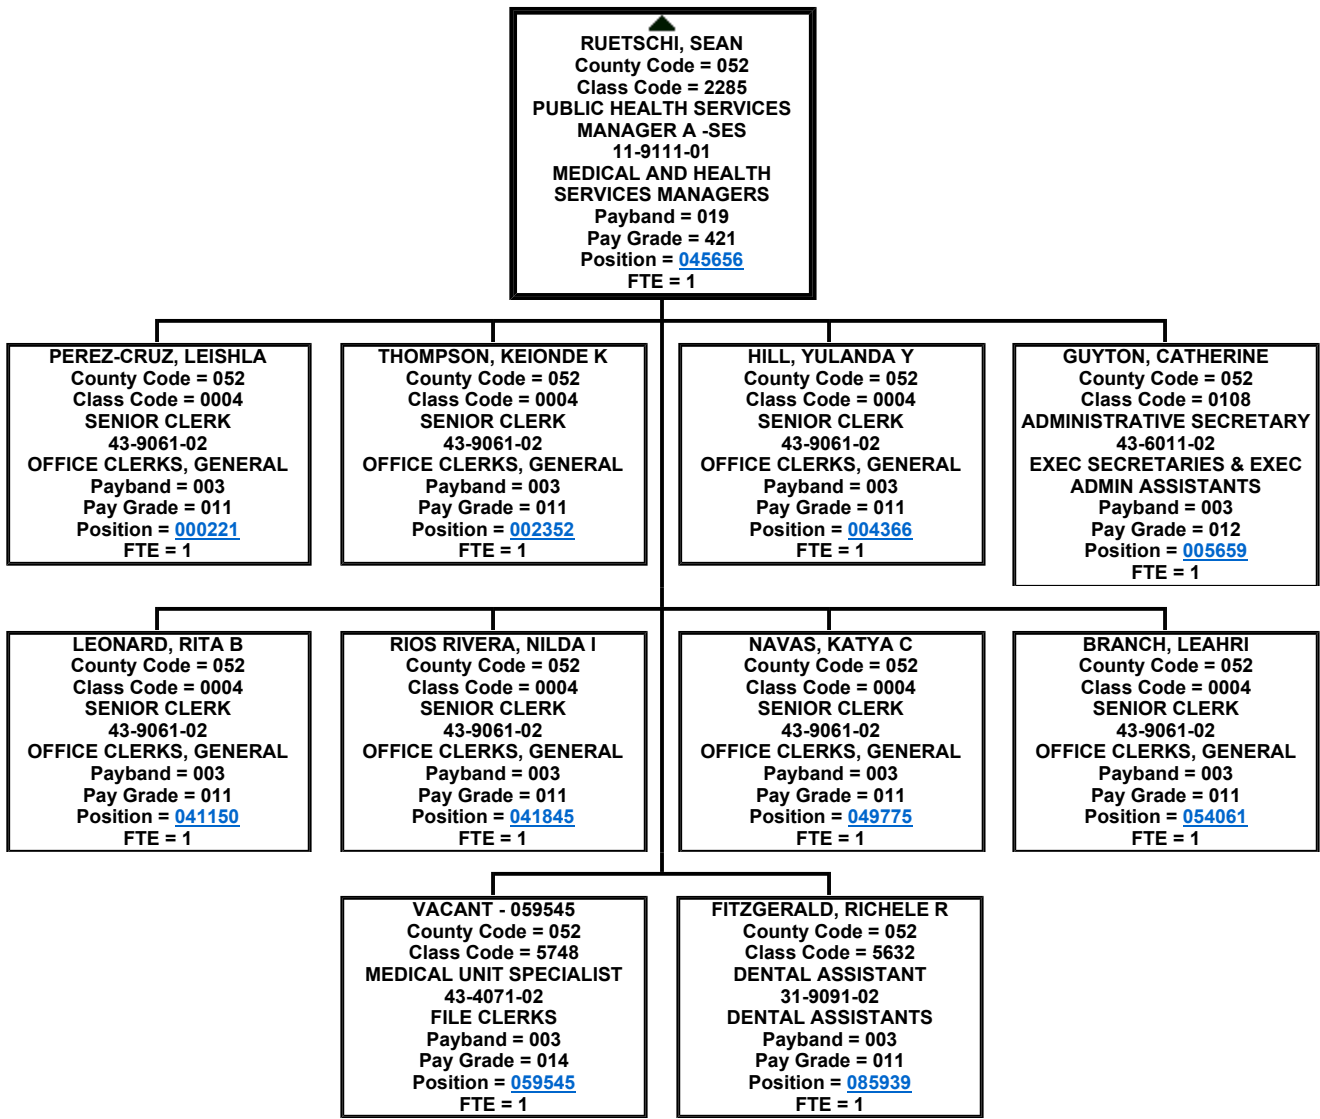 RUETSCHI, SEAN
County Code = 052
Class Code = 2285
PUBLIC HEALTH SERVICES
MANAGER A -SES
11-9111-01
MEDICAL AND HEALTH
SERVICES MANAGERS
Payband = 019
Pay Grade = 421
Position = 045656
FTE = 1
PEREZ-CRUZ, LEISHLA
County Code = 052
Class Code = 0004
SENIOR CLERK
43-9061-02
OFFICE CLERKS, GENERAL
Payband = 003
Pay Grade = 011
Position = 000221
FTE = 1
THOMPSON, KEIONDE K
County Code = 052
Class Code = 0004
SENIOR CLERK
43-9061-02
OFFICE CLERKS, GENERAL
Payband = 003
Pay Grade = 011
Position = 002352
FTE = 1
HILL, YULANDA Y
County Code = 052
Class Code = 0004
SENIOR CLERK
43-9061-02
OFFICE CLERKS, GENERAL
Payband = 003
Pay Grade = 011
Position = 004366
FTE = 1
GUYTON, CATHERINE
County Code = 052
Class Code = 0108
ADMINISTRATIVE SECRETARY
43-6011-02
EXEC SECRETARIES & EXEC
ADMIN ASSISTANTS
Payband = 003
Pay Grade = 012
Position = 005659
FTE = 1
LEONARD, RITA B
County Code = 052
Class Code = 0004
SENIOR CLERK
43-9061-02
OFFICE CLERKS, GENERAL
Payband = 003
Pay Grade = 011
Position = 041150
FTE = 1
RIOS RIVERA, NILDA I
County Code = 052
Class Code = 0004
SENIOR CLERK
43-9061-02
OFFICE CLERKS, GENERAL
Payband = 003
Pay Grade = 011
Position = 041845
FTE = 1
NAVAS, KATYA C
County Code = 052
Class Code = 0004
SENIOR CLERK
43-9061-02
OFFICE CLERKS, GENERAL
Payband = 003
Pay Grade = 011
Position = 049775
FTE = 1
BRANCH, LEAHRI
County Code = 052
Class Code = 0004
SENIOR CLERK
43-9061-02
OFFICE CLERKS, GENERAL
Payband = 003
Pay Grade = 011
Position = 054061
FTE = 1
VACANT - 059545
County Code = 052
Class Code = 5748
MEDICAL UNIT SPECIALIST
43-4071-02
FILE CLERKS
Payband = 003
Pay Grade = 014
Position = 059545
FTE = 1
FITZGERALD, RICHELE R
County Code = 052
Class Code = 5632
DENTAL ASSISTANT
31-9091-02
DENTAL ASSISTANTS
Payband = 003
Pay Grade = 011
Position = 085939
FTE = 1